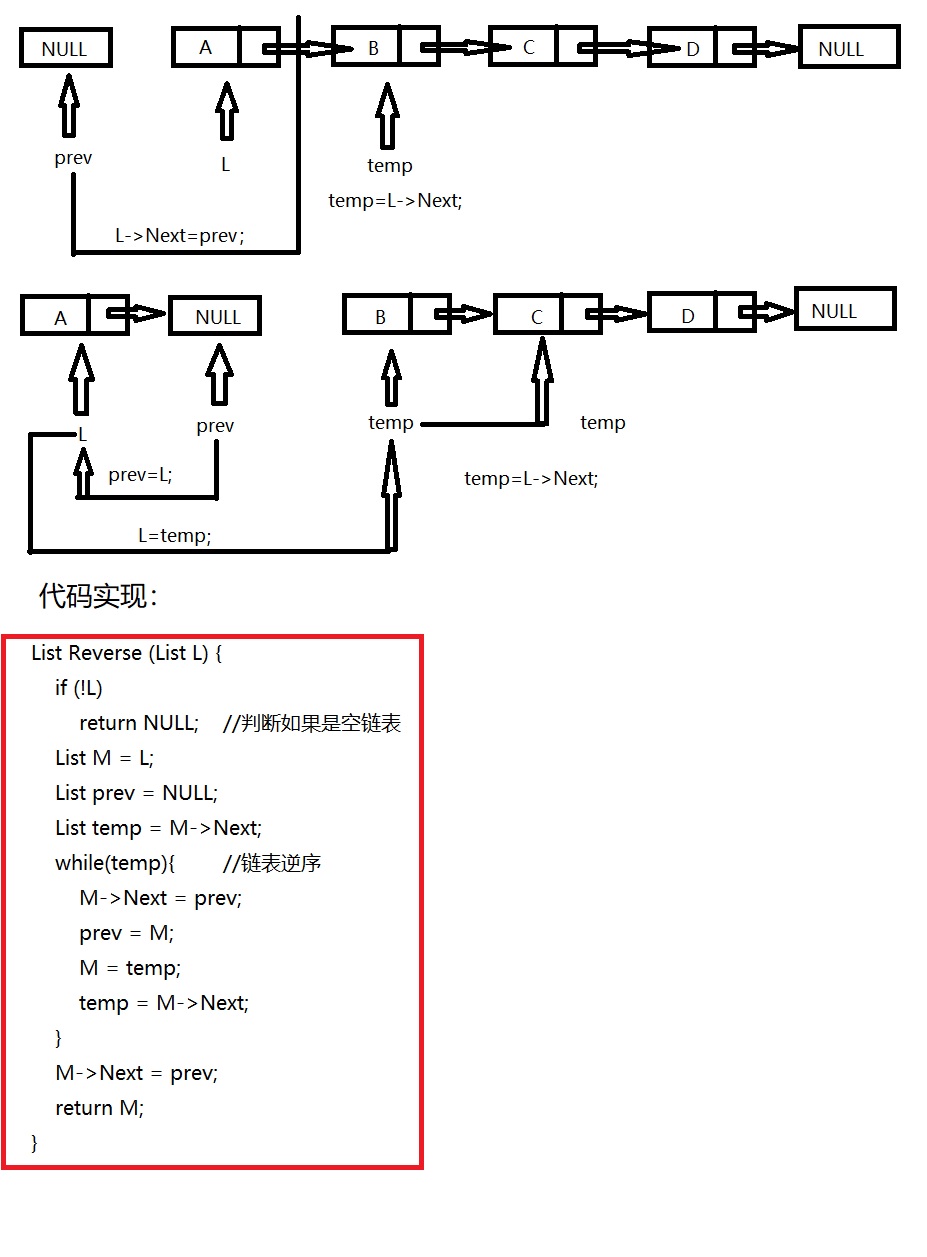 NULL A B C D NULL
prev L temp
temp=L->Next;
L->Next=prev;
A NULL B C D NULL
L prev temp temp
prev=L; temp=L->Next;
L=temp;
代码实现：
List Reverse (List L) {
if (!L)
return NULL; //判断如果是空链表
List M = L;
List prev = NULL;
List temp = M->Next;
while(temp){ //链表逆序
M->Next = prev;
prev = M;
M = temp;
temp = M->Next;
}
M->Next = prev;
return M;
}